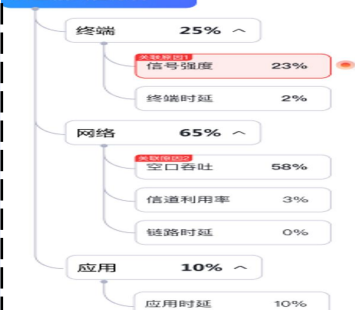 终端 25%
关联原因1
信号强度 23%
终端时延 2%
网络 65%
关联原因2
空口吞吐 58%
信道利用率 3%
链路时延 0%
应用 10%
应用时延 10%